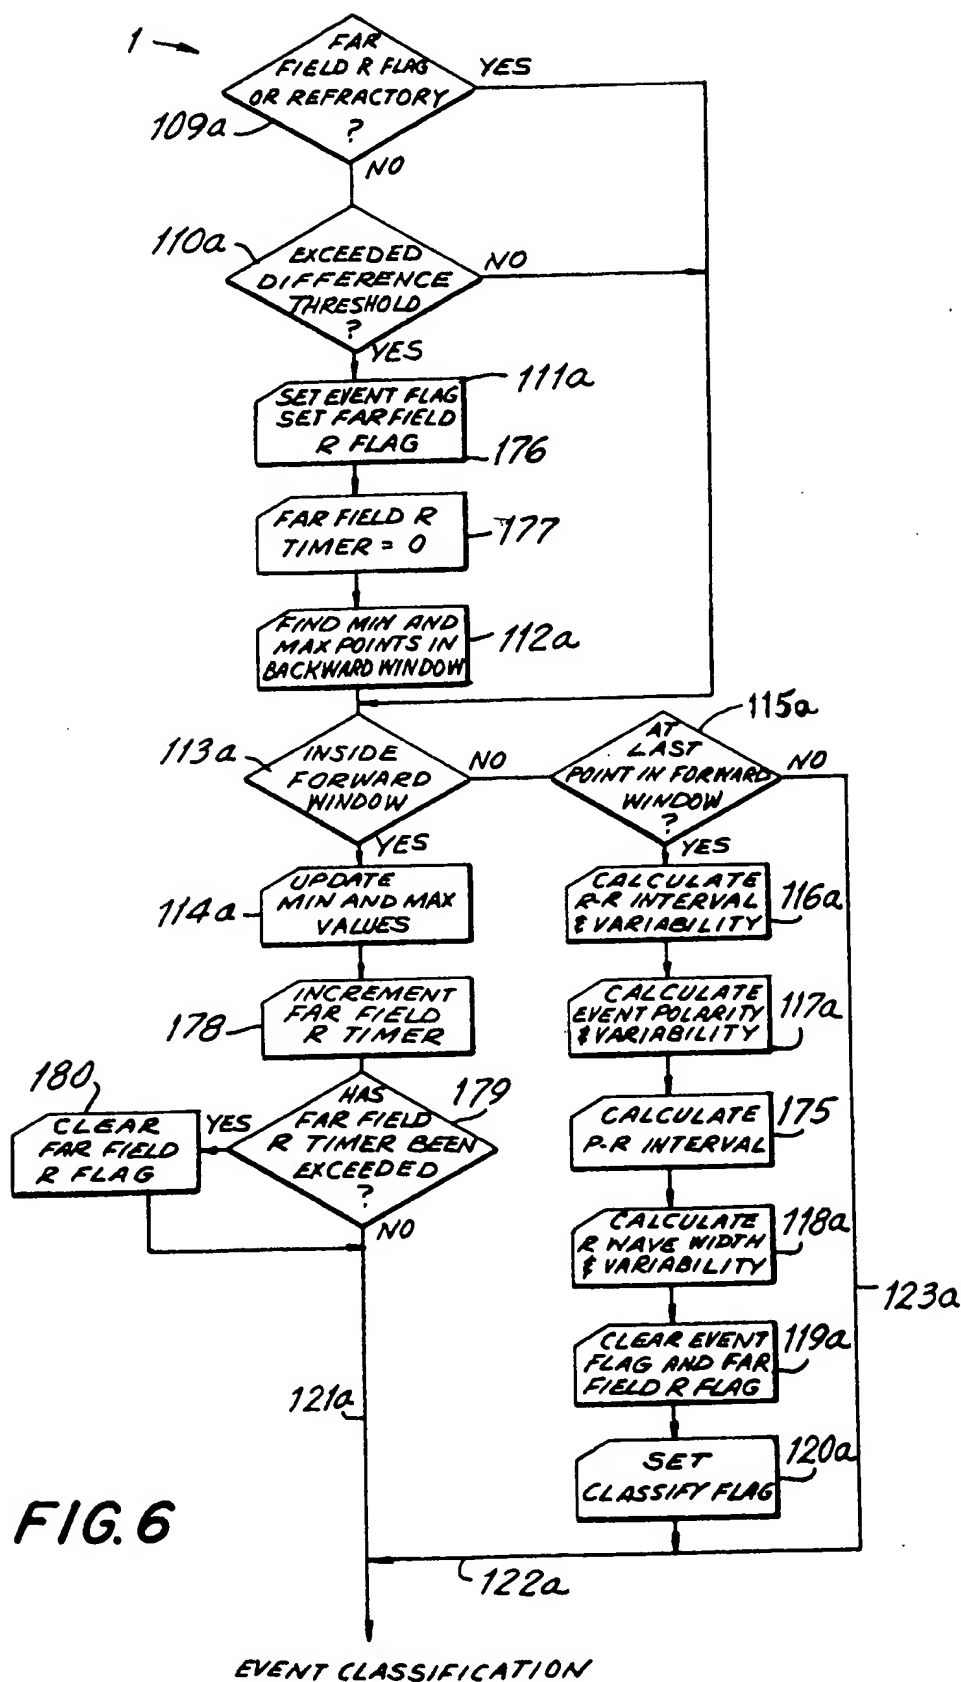 1
FAR
FIELD R FLAG
OR REFRACTORY
?
YES
109a
NO
110a
EXCEEDED
DIFFERENCE
THRESHOLD
?
NO
YES
111a
SET EVENT FLAG
SET FAR FIELD
R FLAG
176
FAR FIELD R
TIMER = 0
177
FIND MIN AND
MAX POINTS IN
BACKWARD WINDOW
112a
113a
INSIDE
FORWARD
WINDOW
NO
YES
115a
AT
LAST
POINT IN FORWARD
WINDOW
?
NO
YES
UPDATE
MIN AND MAX
VALUES
114a
CALCULATE
R-R INTERVAL
& VARIABILITY
116a
INCREMENT
FAR FIELD
R TIMER
178
CALCULATE
EVENT POLARITY
& VARIABILITY
117a
180
CLEAR
FAR FIELD
R FLAG
YES
HAS
FAR FIELD
R TIMER BEEN
EXCEEDED
?
179
NO
CALCULATE
P-R INTERVAL
175
CALCULATE
R WAVE WIDTH
& VARIABILITY
118a
123a
CLEAR EVENT
FLAG AND FAR
FIELD R FLAG
119a
121a
SET
CLASSIFY FLAG
120a
FIG. 6
122a
EVENT CLASSIFICATION